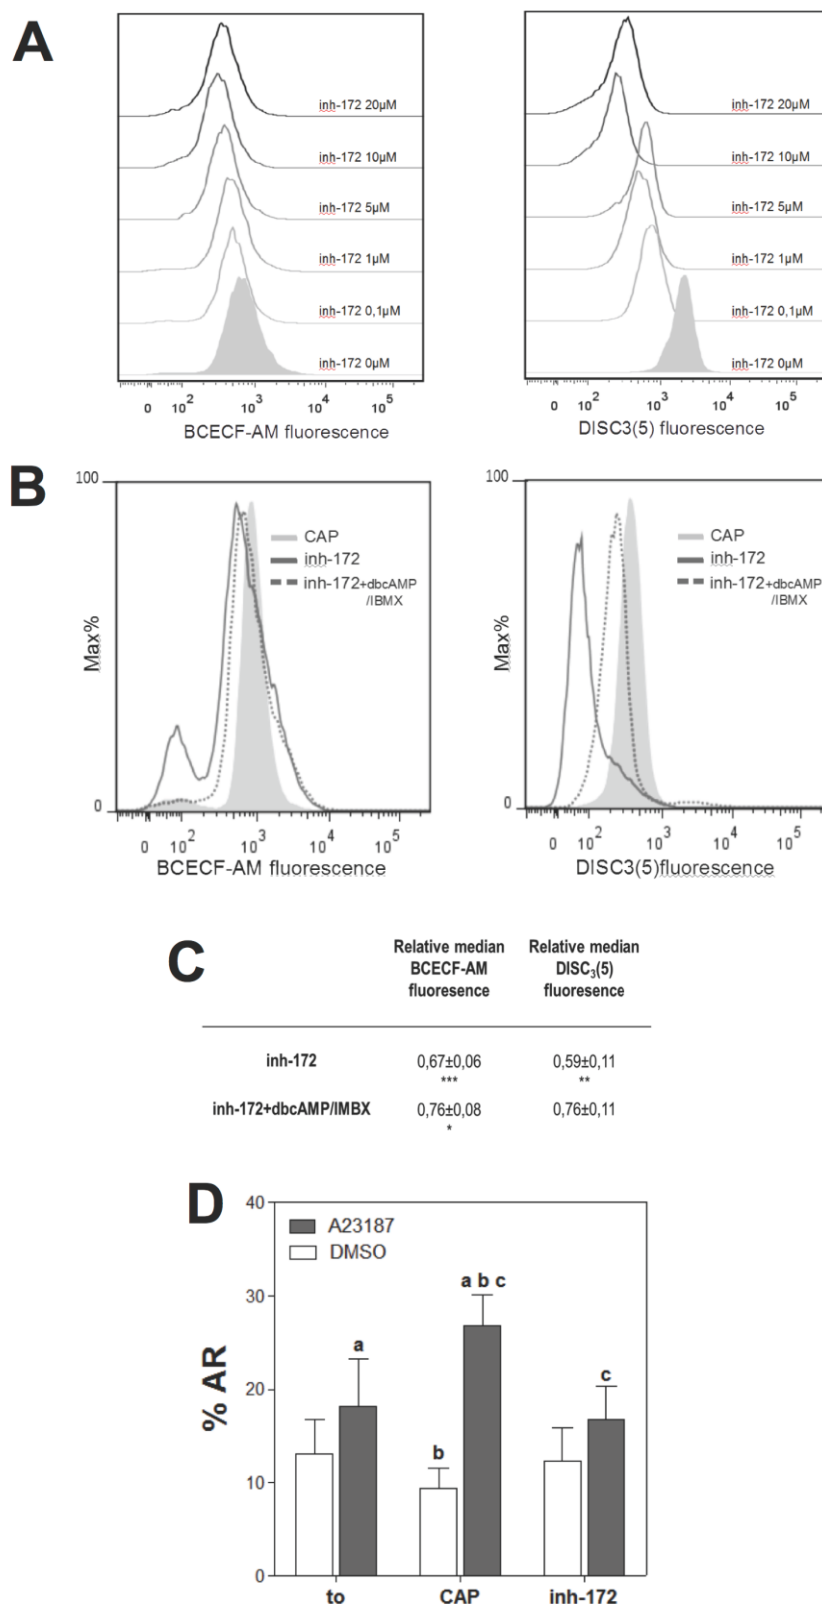 A
inh-172 20µM
inh-172 10µM
inh-172 5µM
inh-172 1µM
inh-172 0,1µM
inh-172 0µM
0 10² 10³ 10⁴ 10⁵
BCECF-AM fluorescence
inh-172 20µM
inh-172 10µM
inh-172 5µM
inh-172 1µM
inh-172 0,1µM
inh-172 0µM
0 10² 10³ 10⁴ 10⁵
DISC3(5) fluorescence
B
100
Max%
0
CAP
inh-172
inh-172+dbcAMP
/IBMX
0 10² 10³ 10⁴ 10⁵
BCECF-AM fluorescence
100
Max%
0
CAP
inh-172
inh-172+dbcAMP
/IBMX
0 10² 10³ 10⁴ 10⁵
DISC3(5)fluorescence
C
Relative median Relative median
BCECF-AM DISC₃(5)
fluoresence fluoresence
inh-172 0,67±0,06 0,59±0,11
*** **
inh-172+dbcAMP/IMBX 0,76±0,08 0,76±0,11
*
D
40
30
20
10
0
% AR
A23187
DMSO
a
b
a b c
c
to CAP inh-172